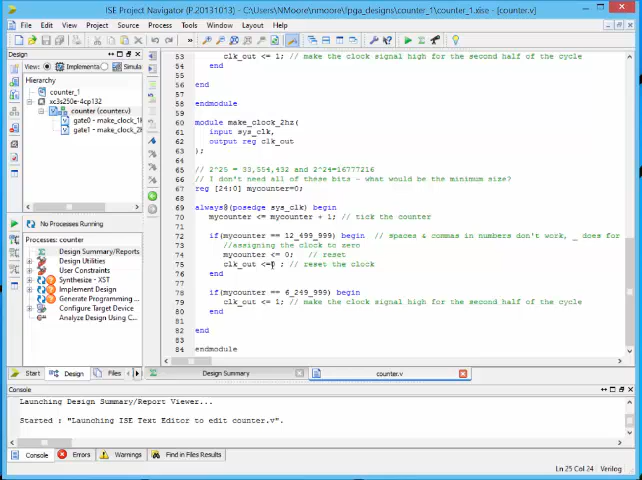 ISE Project Navigator (P.20131013) - C:\Users\NMoore\nmoore\fpga_designs\counter_1\counter_1.xise - [counter.v]
File Edit View Project Source Process Tools Window Layout Help
Design
View: Implementa Simula
Hierarchy
counter_1
xc3s250e-4cp132
counter (counter.v)
gate0 - make_clock_1H
gate1 - make_clock_2H
No Processes Running
Processes: counter
Design Summary/Reports
Design Utilities
User Constraints
Synthesize - XST
Implement Design
Generate Programming ...
Configure Target Device
Analyze Design Using C...
Start Design Files
53 clk_out <= 1; // make the clock signal high for the second half of the cycle
54 end
55
56 end
57
58 endmodule
59
60 module make_clock_2hz(
61 input sys_clk,
62 output reg clk_out
63 );
64
65 // 2^25 = 33,554,432 and 2^24=16777216
66 // I don't need all of these bits - what would be the minimum size?
67 reg [24:0] mycounter=0;
68
69 always@(posedge sys_clk) begin
70 mycounter <= mycounter + 1; // tick the counter
71
72 if(mycounter == 12_499_999) begin // spaces & commas in numbers don't work, _ does for
73 //assigning the clock to zero
74 mycounter <= 0; // reset
75 clk_out <=0 ; // reset the clock
76 end
77
78 if(mycounter == 6_249_999) begin
79 clk_out <= 1; // make the clock signal high for the second half of the cycle
80 end
81
82 end
83
84 endmodule
Design Summary counter.v
Console
Launching Design Summary/Report Viewer...
Started : "Launching ISE Text Editor to edit counter.v".
Console Errors Warnings Find in Files Results
Ln 25 Col 24 Verilog